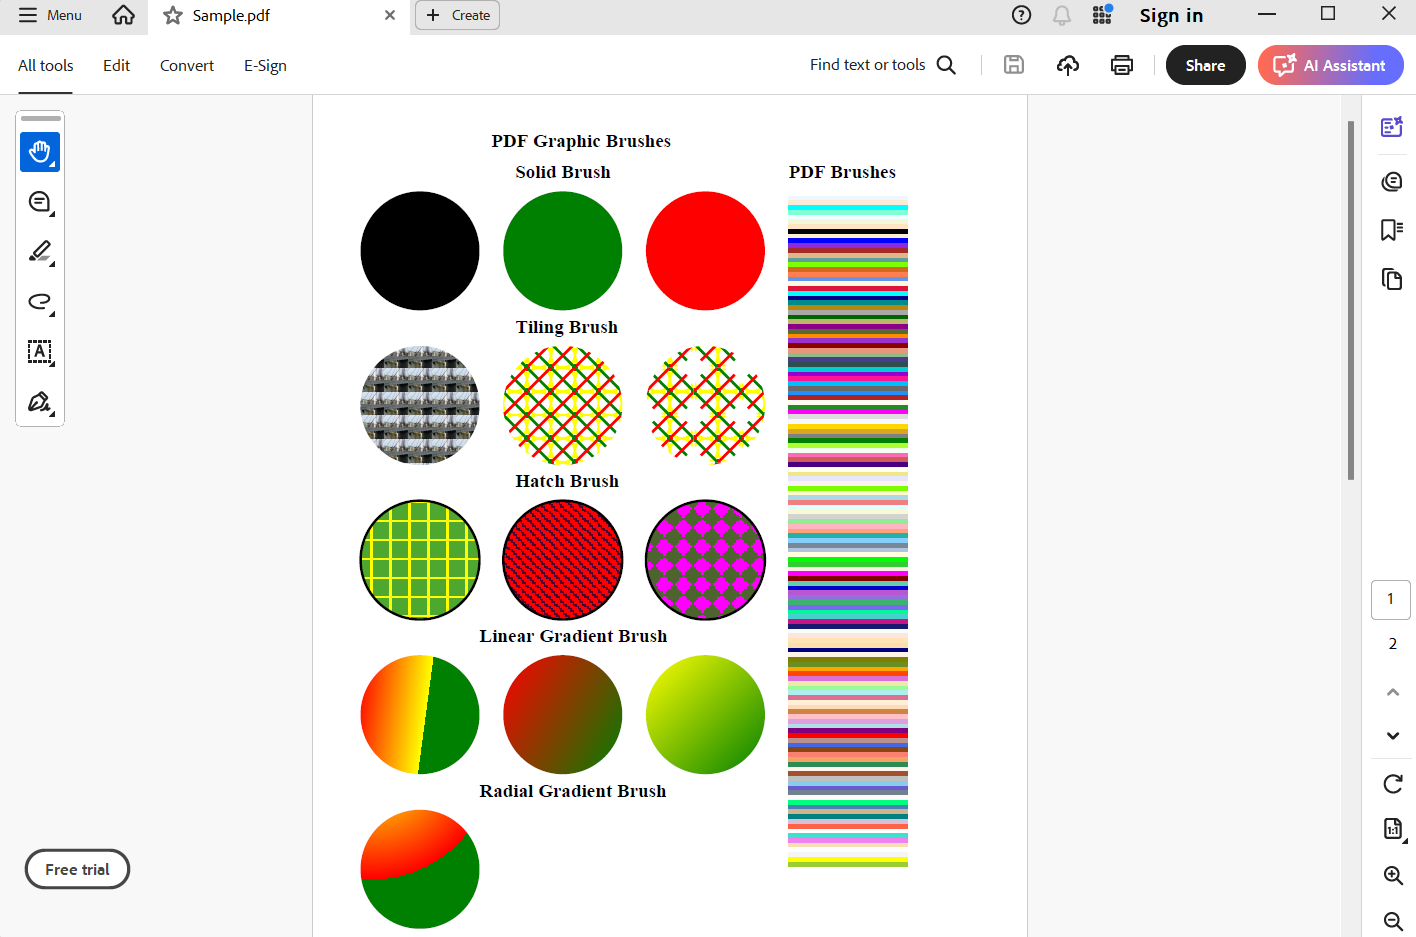 Menu
Sample.pdf
Create
Sign in
All tools
Edit
Convert
E-Sign
Find text or tools
Share
AI Assistant
PDF Graphic Brushes
Solid Brush
PDF Brushes
Tiling Brush
Hatch Brush
Linear Gradient Brush
Radial Gradient Brush
A
1
2
1:1
Free trial